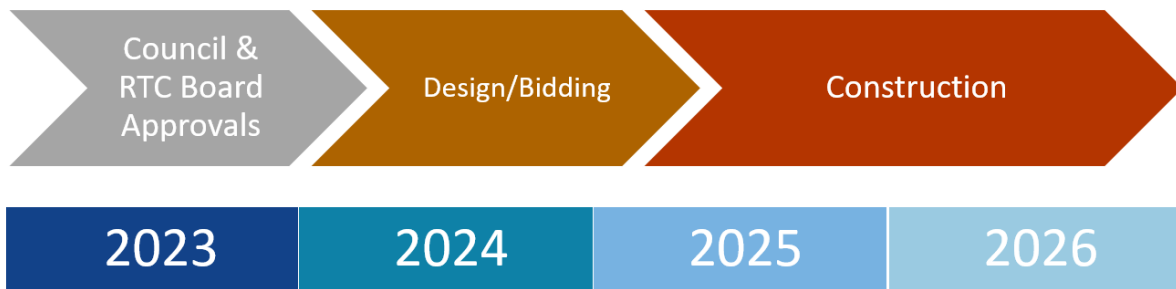 Council &
RTC Board
Approvals
Design/Bidding
Construction
2023
2024
2025
2026